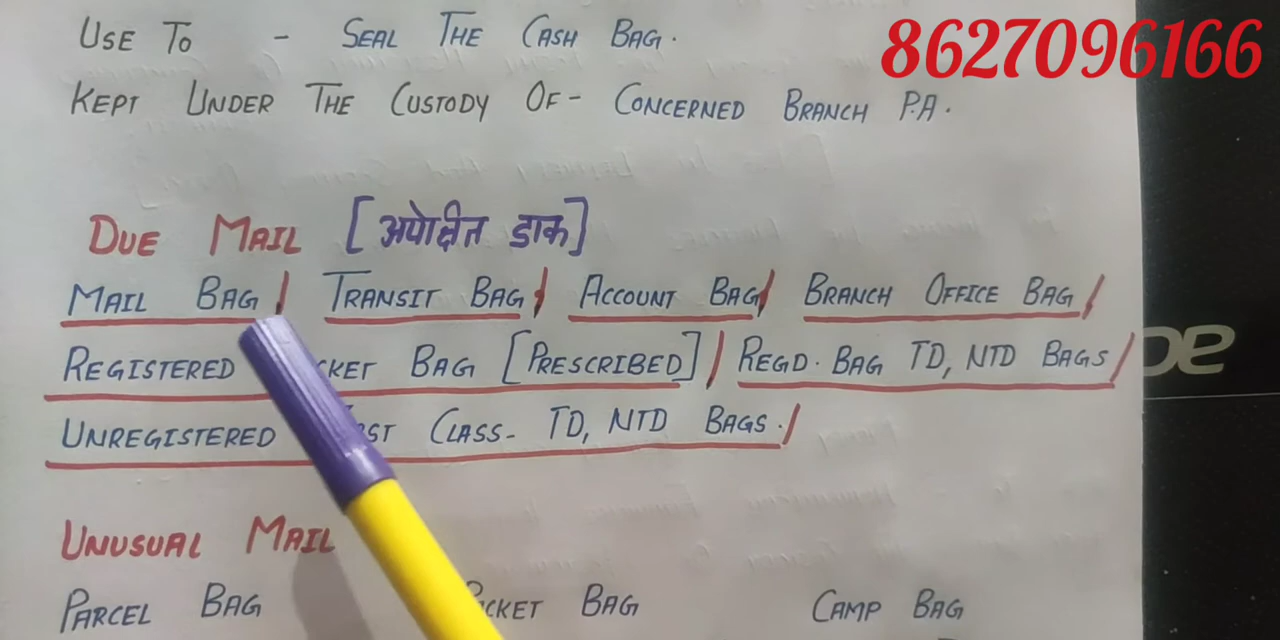 USE TO - SEAL THE CASH BAG.
8627096166
KEPT UNDER THE CUSTODY OF- CONCERNED BRANCH P.A.
DUE MAIL [अपेक्षित डाक]
MAIL BAG/ TRANSIT BAG/ ACCOUNT BAG/ BRANCH OFFICE BAG/
REGISTERED BAG [PRESCRIBED]/ REGD. BAG TD, NTD BAGS/
UNREGISTERED CLASS- TD, NTD BAGS./
UNUSUAL MAIL
PARCEL BAG BAG CAMP BAG